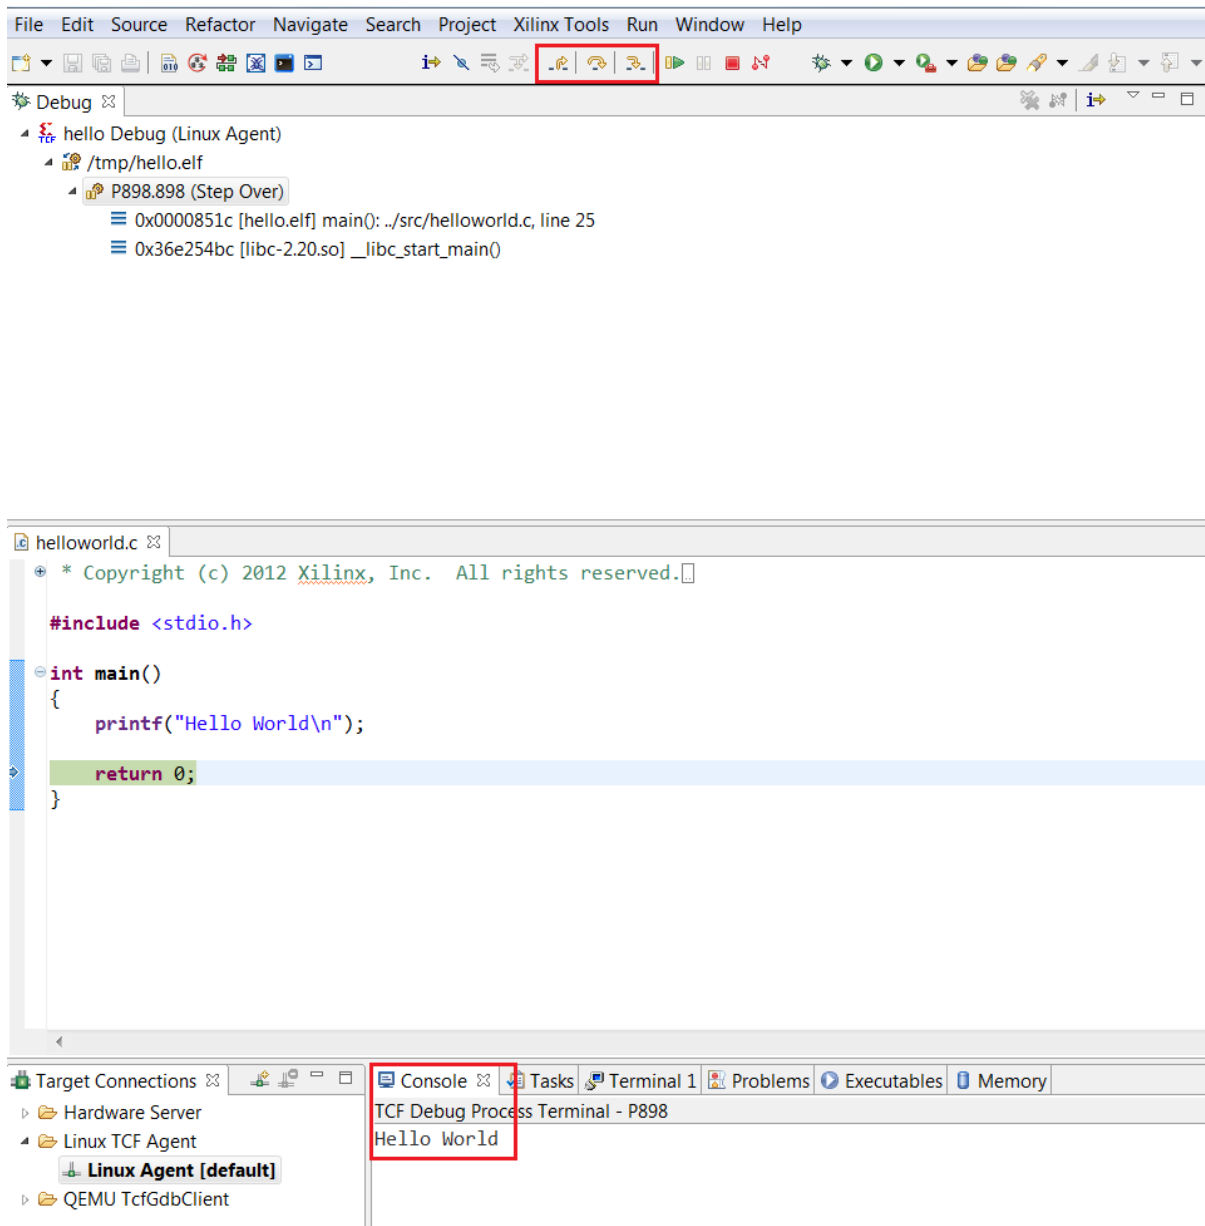 File Edit Source Refactor Navigate Search Project Xilinx Tools Run Window Help
Debug
hello Debug (Linux Agent)
/tmp/hello.elf
P898.898 (Step Over)
0x0000851c [hello.elf] main(): ../src/helloworld.c, line 25
0x36e254bc [libc-2.20.so] __libc_start_main()
helloworld.c
* Copyright (c) 2012 Xilinx, Inc.  All rights reserved.
#include <stdio.h>
int main()
{
printf("Hello World\n");
return 0;
}
Target Connections
Hardware Server
Linux TCF Agent
Linux Agent [default]
QEMU TcfGdbClient
Console Tasks Terminal 1 Problems Executables Memory
TCF Debug Process Terminal - P898
Hello World